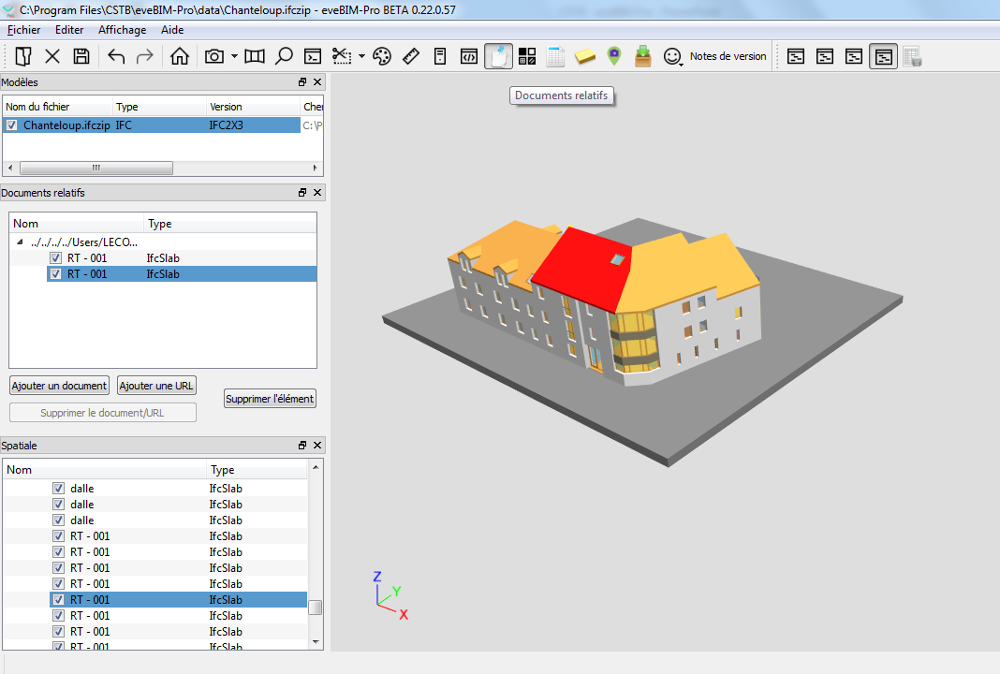 C:\Program Files\CSTB\eveBIM-Pro\data\Chanteloup.ifczip - eveBIM-Pro BETA 0.22.0.57
Fichier Editer Affichage Aide
Notes de version
Modèles
Documents relatifs
Nom du fichier Type Version Cher
Chanteloup.ifczip IFC IFC2X3 C:\P
Documents relatifs
Nom Type
../../../../Users/LECO...
RT - 001 IfcSlab
RT - 001 IfcSlab
Ajouter un document Ajouter une URL
Supprimer l'élément
Supprimer le document/URL
Spatiale
Nom Type
dalle IfcSlab
dalle IfcSlab
dalle IfcSlab
RT - 001 IfcSlab
RT - 001 IfcSlab
RT - 001 IfcSlab
RT - 001 IfcSlab
RT - 001 IfcSlab
RT - 001 IfcSlab
RT - 001 IfcSlab
RT - 001 IfcSlab
Z
Y
X